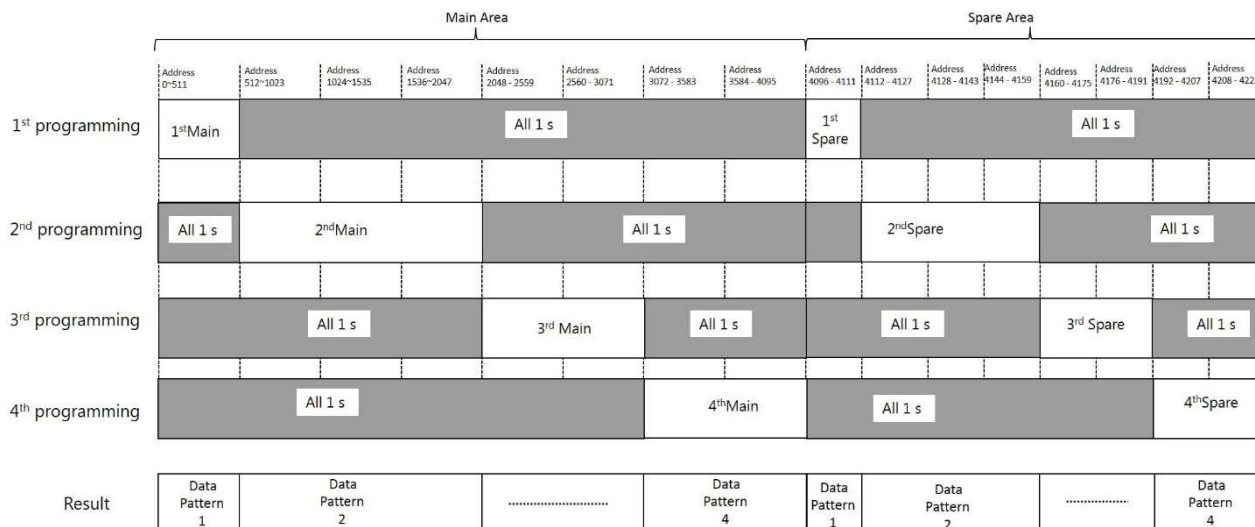 Main Area
Spare Area
Address
0~511
Address
512~1023
Address
1024~1535
Address
1536~2047
Address
2048 - 2559
Address
2560 - 3071
Address
3072 - 3583
Address
3584 - 4095
Address
4096 - 4111
Address
4112 - 4127
Address
4128 - 4143
Address
4144 - 4159
Address
4160 - 4175
Address
4176 - 4191
Address
4192 - 4207
Address
4208 - 422
1st programming
1stMain
All 1 s
1st
Spare
All 1 s
2nd programming
All 1 s
2ndMain
All 1 s
2ndSpare
All 1 s
3rd programming
All 1 s
3rd Main
All 1 s
All 1 s
3rd Spare
All 1 s
4th programming
All 1 s
4thMain
All 1 s
4thSpare
Result
Data
Pattern
1
Data
Pattern
2
....................
Data
Pattern
4
Data
Pattern
1
Data
Pattern
2
..............
Data
Pattern
4